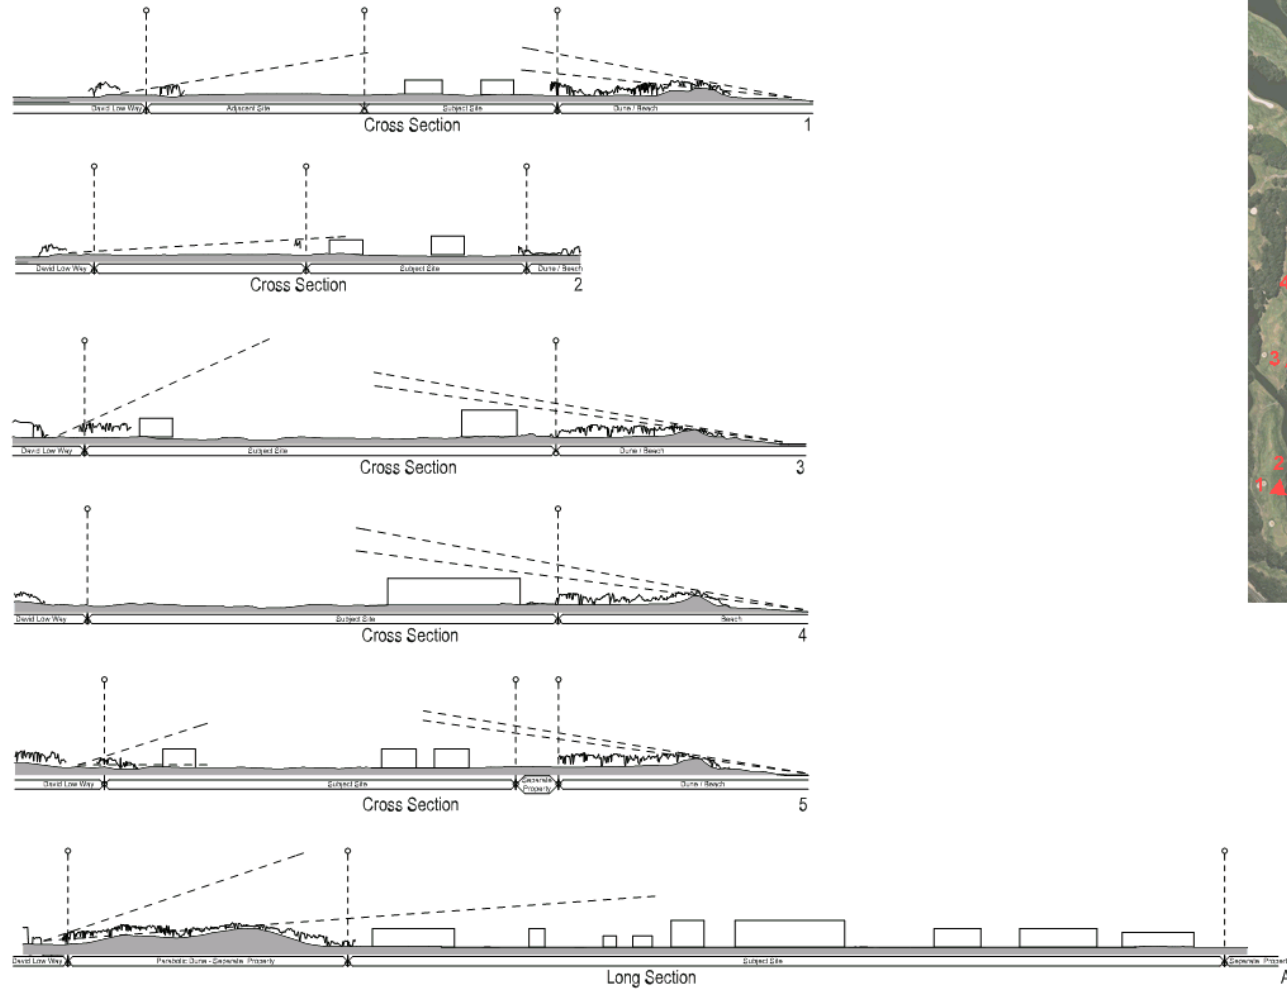 David Low Way Adjacent Site Subject Site Dune / Beach
Cross Section 1
David Low Way Subject Site Dune / Beach
Cross Section 2
4
3
David Low Way Subject Site Dune / Beach
Cross Section 3
2
1
David Low Way Subject Site Beach
Cross Section 4
David Low Way Subject Site Separate Property Dune / Beach
Cross Section 5
David Low Way Parabolic Dune - Separate Property Subject Site Separate Propert
Long Section A